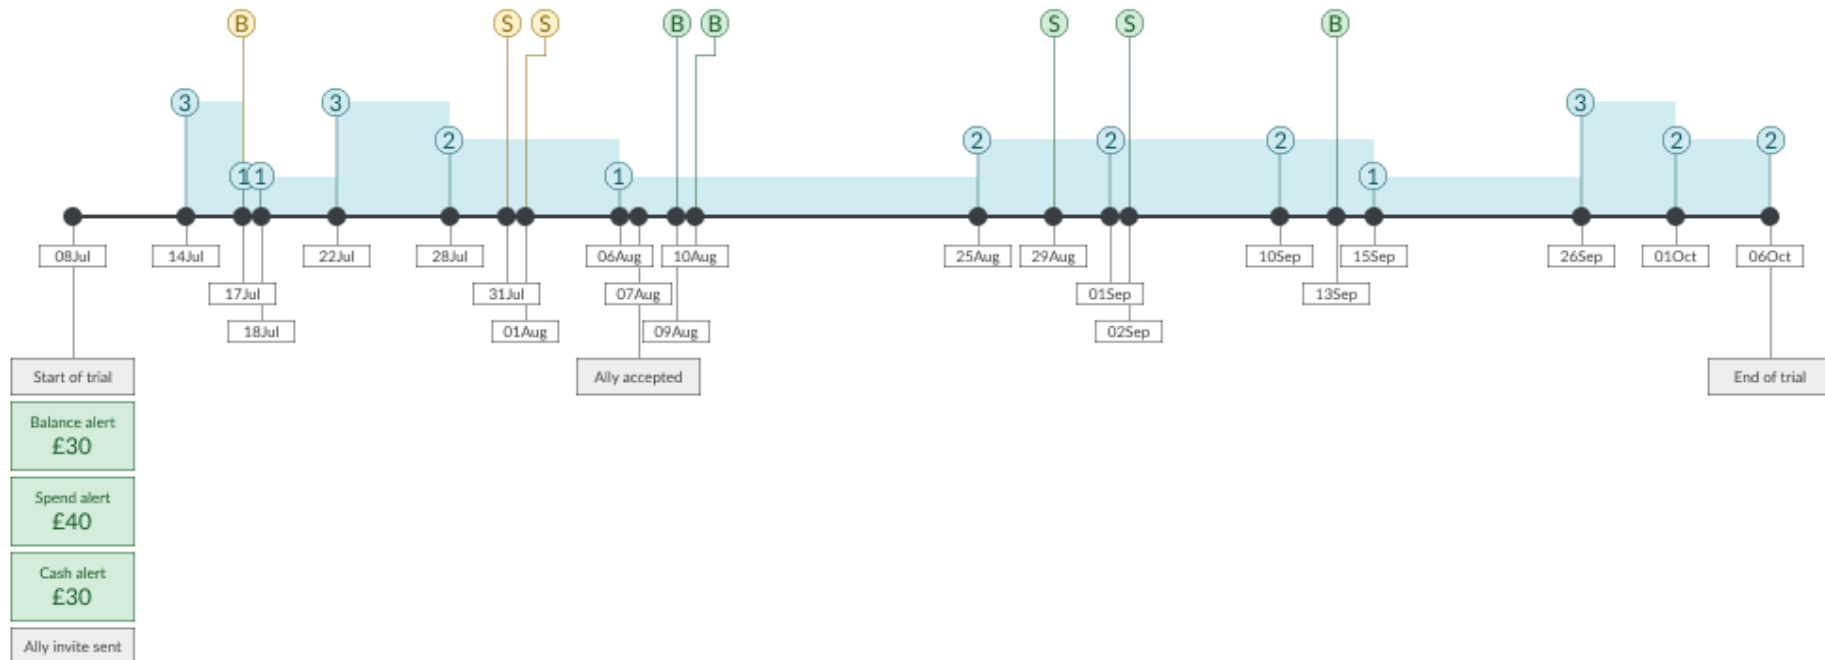 B S S B B S S B
3 3 3
2 2 2 2 2 2
1 1 1 1
08Jul 14Jul 22Jul 28Jul 06Aug 10Aug 25Aug 29Aug 10Sep 15Sep 26Sep 01Oct 06Oct
17Jul 31Jul 07Aug 01Sep 13Sep
18Jul 01Aug 09Aug 02Sep
Start of trial Ally accepted End of trial
Balance alert
£30
Spend alert
£40
Cash alert
£30
Ally invite sent